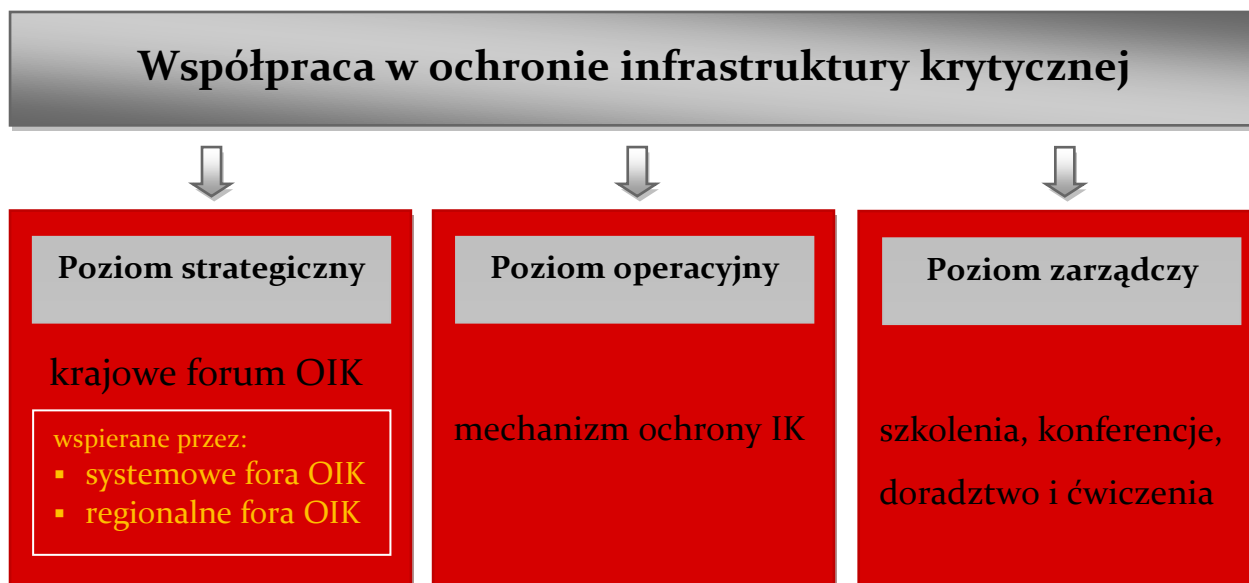 Współpraca w ochronie infrastruktury krytycznej
Poziom strategiczny
krajowe forum OIK
wspierane przez:
▪ systemowe fora OIK
▪ regionalne fora OIK
Poziom operacyjny
mechanizm ochrony IK
Poziom zarządczy
szkolenia, konferencje,
doradztwo i ćwiczenia